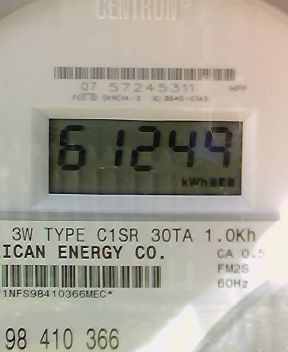 CENTRON®
07 57245311
61249
kWh
3W TYPE C1SR 30TA 1.0Kh
ICAN ENERGY CO.
CA 0.5
FM2S
60Hz
1NFS98410366MEC*
98 410 366